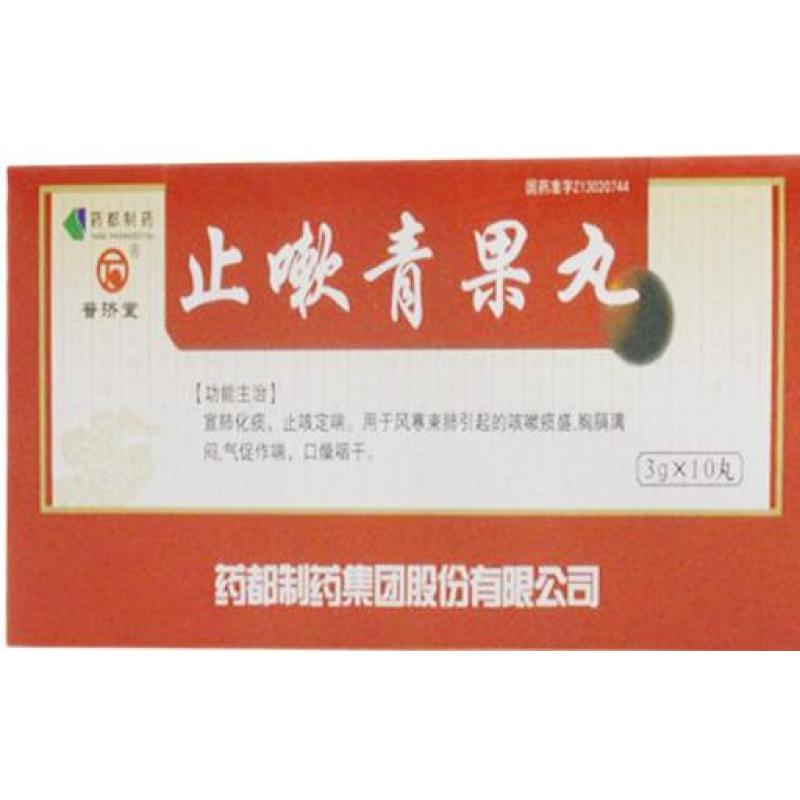 国药准字Z13020744
药都制药
普济堂
止嗽青果丸
【功能主治】
宣肺化痰，止咳定喘。用于风寒束肺引起的咳嗽痰盛,胸膈满
闷,气促作喘，口燥咽干。
3g×10丸
药都制药集团股份有限公司